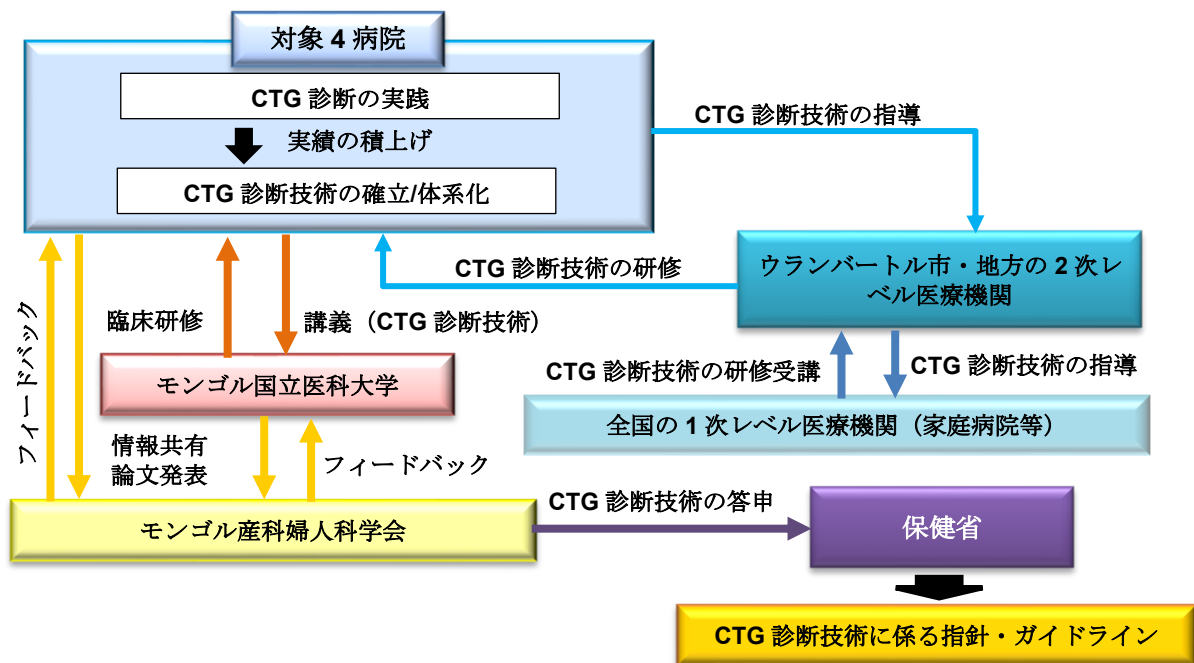 対象 4 病院
CTG 診断の実践
実績の積上げ
CTG 診断技術の確立/体系化
CTG 診断技術の指導
CTG 診断技術の研修
ウランバートル市・地方の 2 次レ
ベル医療機関
フィードバック
臨床研修
講義（CTG 診断技術）
モンゴル国立医科大学
CTG 診断技術の研修受講
CTG 診断技術の指導
全国の 1 次レベル医療機関（家庭病院等）
情報共有
論文発表
フィードバック
モンゴル産科婦人科学会
CTG 診断技術の答申
保健省
CTG 診断技術に係る指針・ガイドライン